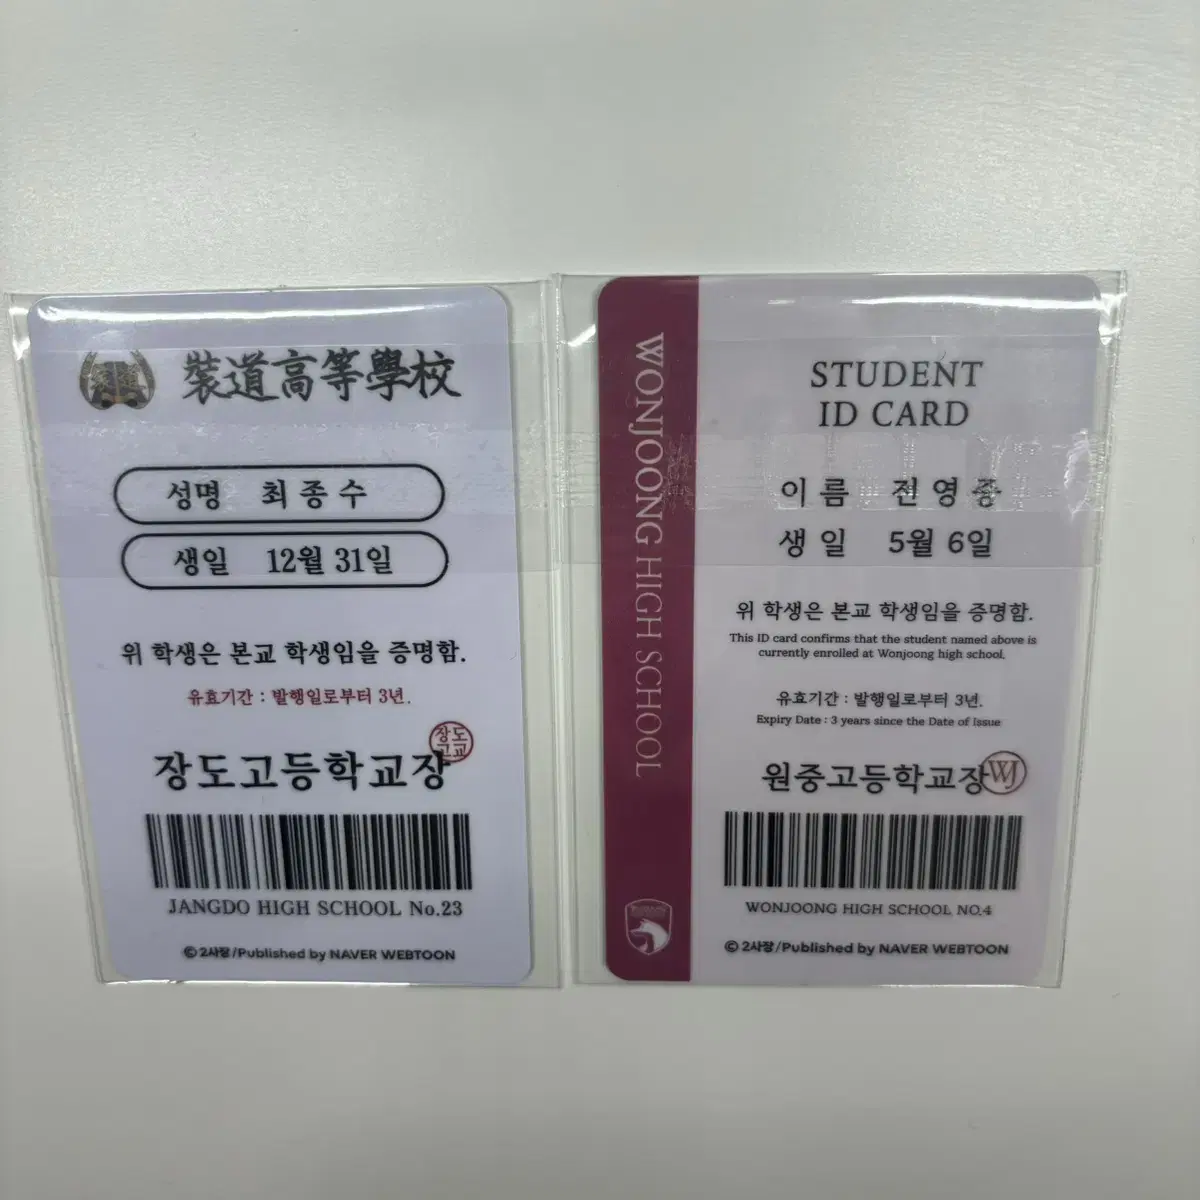 裝道高等學校
성명 최종수
생일 12월 31일
위 학생은 본교 학생임을 증명함.
유효기간 : 발행일로부터 3년.
장도고등학교장
장도
고교
JANGDO HIGH SCHOOL No.23
© 2사장/Published by NAVER WEBTOON
WONJOONG HIGH SCHOOL
STUDENT
ID CARD
이름 전영중
생일 5월 6일
위 학생은 본교 학생임을 증명함.
This ID card confirms that the student named above is
currently enrolled at Wonjoong high school.
유효기간 : 발행일로부터 3년.
Expiry Date : 3 years since the Date of Issue
원중고등학교장
WJ
WONJOONG HIGH SCHOOL NO.4
© 2사장/Published by NAVER WEBTOON